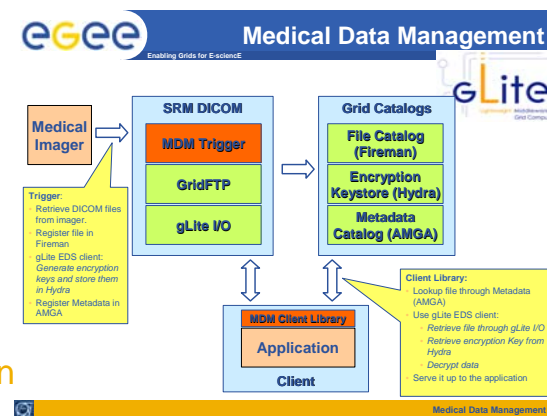 egee
Medical Data Management
Enabling Grids for E-sciencE
gLite
Lightweight Middleware
Grid Compu
SRM DICOM
Grid Catalogs
Medical
Imager
MDM Trigger
GridFTP
gLite I/O
File Catalog
(Fireman)
Encryption
Keystore (Hydra)
Metadata
Catalog (AMGA)
Trigger:
· Retrieve DICOM files
from imager.
· Register file in
Fireman
· gLite EDS client:
Generate encryption
keys and store them
in Hydra
· Register Metadata in
AMGA
Client Library:
· Lookup file through Metadata
(AMGA)
· Use gLite EDS client:
· Retrieve file through gLite I/O
· Retrieve encryption Key from
Hydra
· Decrypt data
· Serve it up to the application
MDM Client Library
Application
Client
n
Medical Data Management